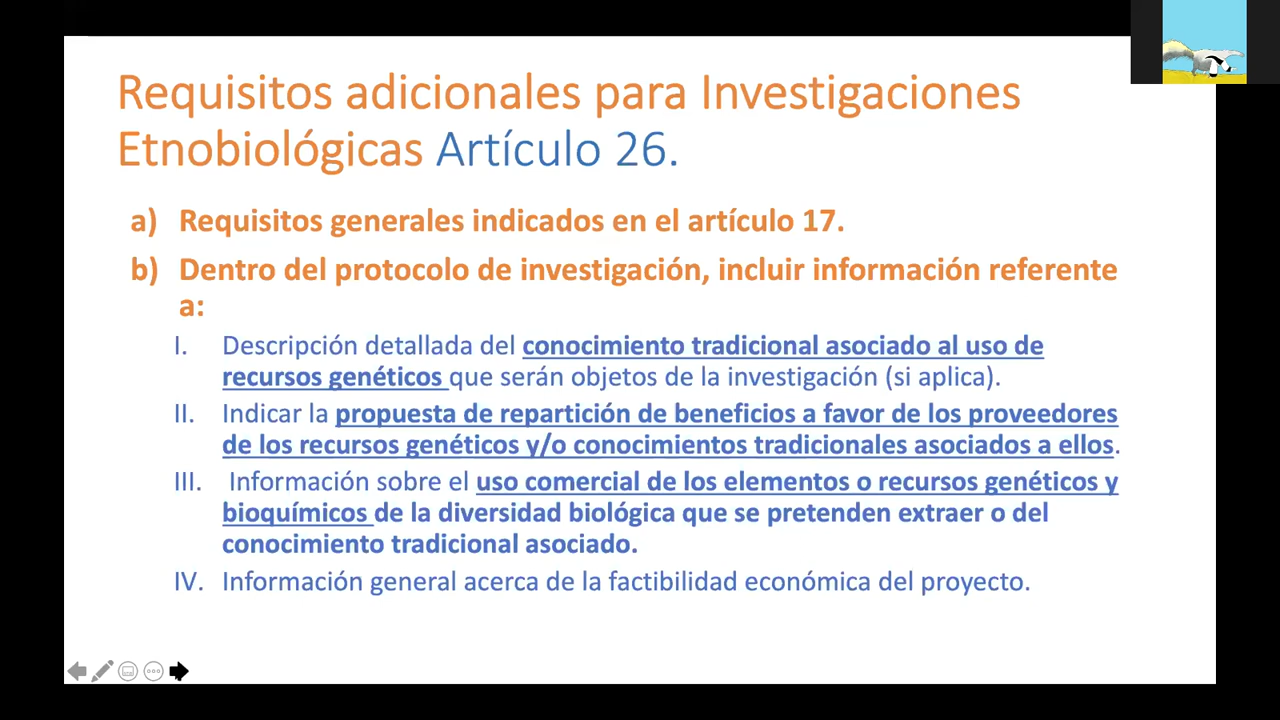 Requisitos adicionales para Investigaciones
Etnobiológicas Artículo 26.
a) Requisitos generales indicados en el artículo 17.
b) Dentro del protocolo de investigación, incluir información referente
a:
I. Descripción detallada del conocimiento tradicional asociado al uso de
recursos genéticos que serán objetos de la investigación (si aplica).
II. Indicar la propuesta de repartición de beneficios a favor de los proveedores
de los recursos genéticos y/o conocimientos tradicionales asociados a ellos.
III. Información sobre el uso comercial de los elementos o recursos genéticos y
bioquímicos de la diversidad biológica que se pretenden extraer o del
conocimiento tradicional asociado.
IV. Información general acerca de la factibilidad económica del proyecto.